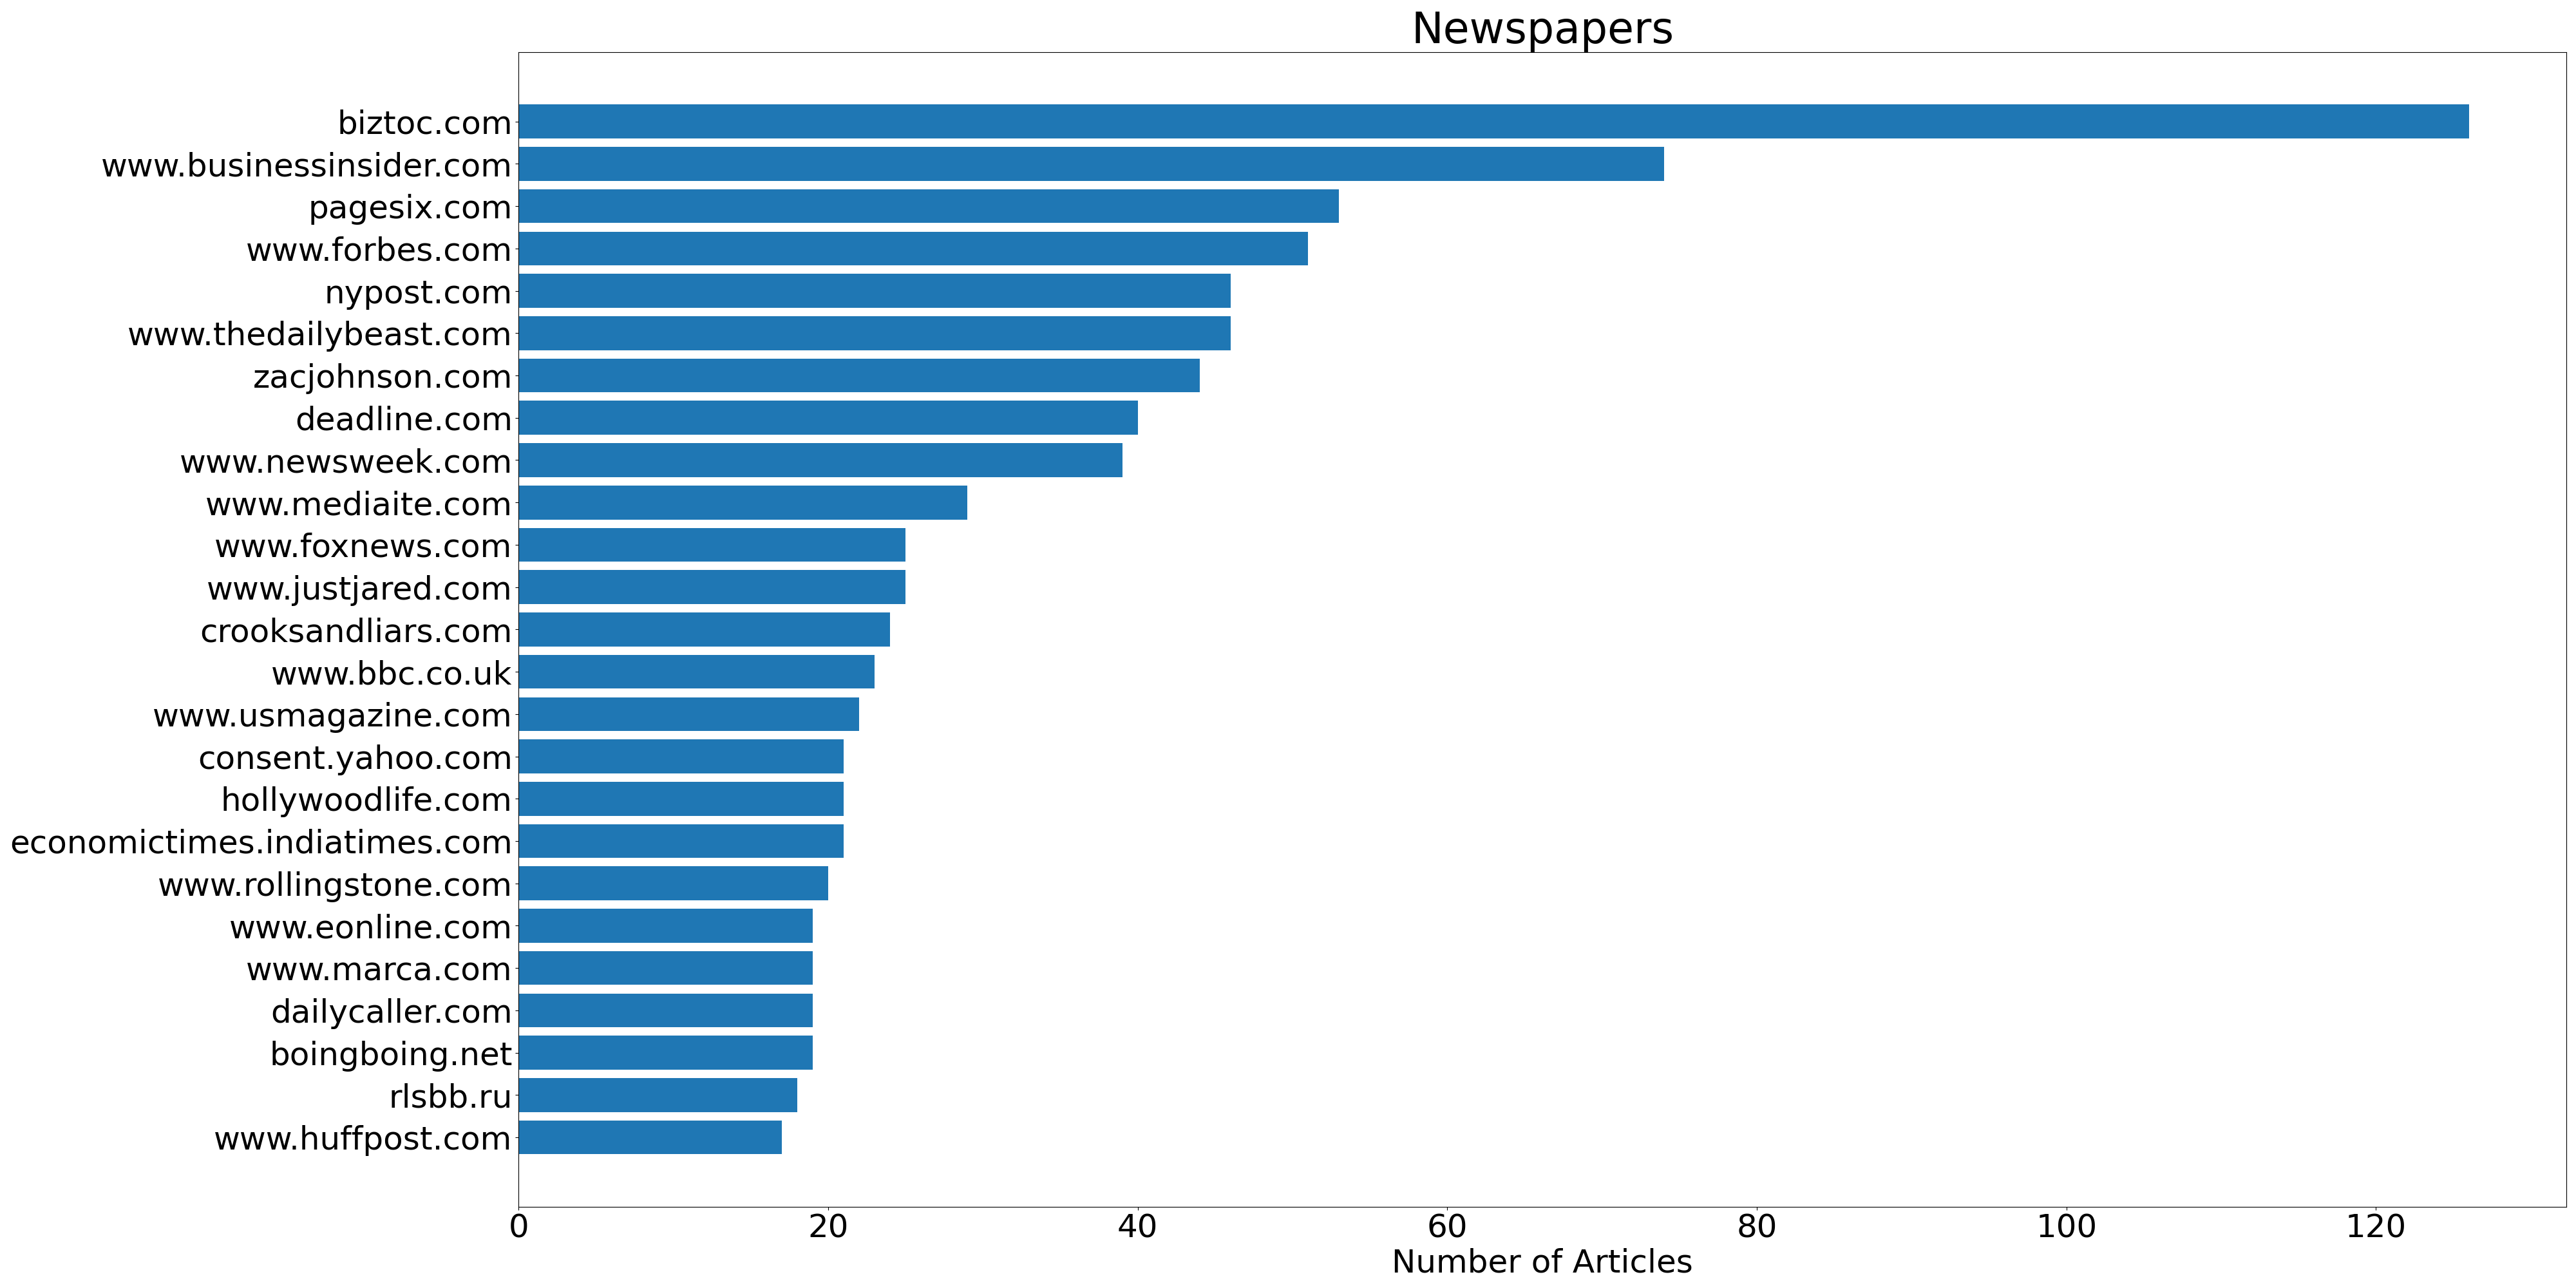 Newspapers
biztoc.com
www.businessinsider.com
pagesix.com
www.forbes.com
nypost.com
www.thedailybeast.com
zacjohnson.com
deadline.com
www.newsweek.com
www.mediaite.com
www.foxnews.com
www.justjared.com
crooksandliars.com
www.bbc.co.uk
www.usmagazine.com
consent.yahoo.com
hollywoodlife.com
economictimes.indiatimes.com
www.rollingstone.com
www.eonline.com
www.marca.com
dailycaller.com
boingboing.net
rlsbb.ru
www.huffpost.com
0 20 40 60 80 100 120
Number of Articles